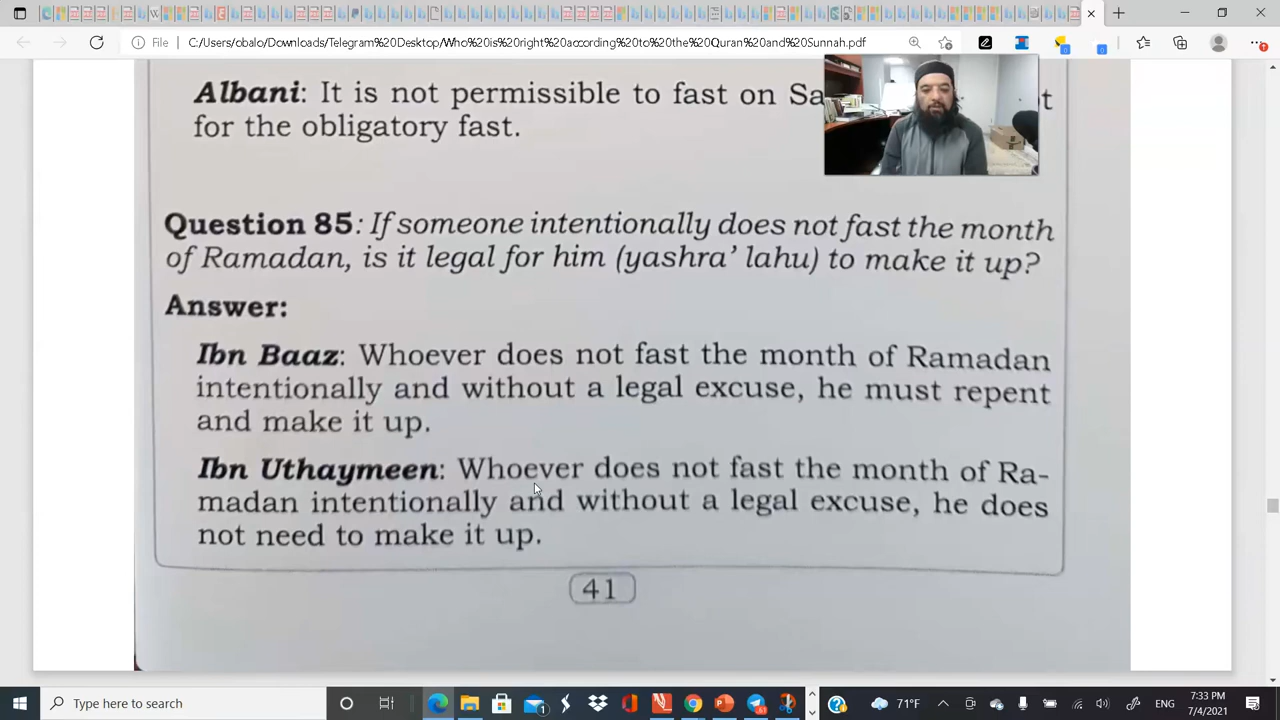 File
C:/Users/obalo/Downloads/Telegram%20Desktop/Who%20is%20right%20according%20to%20the%20Quran%20and%20Sunnah.pdf
Albani: It is not permissible to fast on Sa
t
for the obligatory fast.
Question 85: If someone intentionally does not fast the month
of Ramadan, is it legal for him (yashra’ lahu) to make it up?
Answer:
Ibn Baaz: Whoever does not fast the month of Ramadan
intentionally and without a legal excuse, he must repent
and make it up.
Ibn Uthaymeen: Whoever does not fast the month of Ra-
madan intentionally and without a legal excuse, he does
not need to make it up.
41
Type here to search
71°F
ENG
7:33 PM
7/4/2021